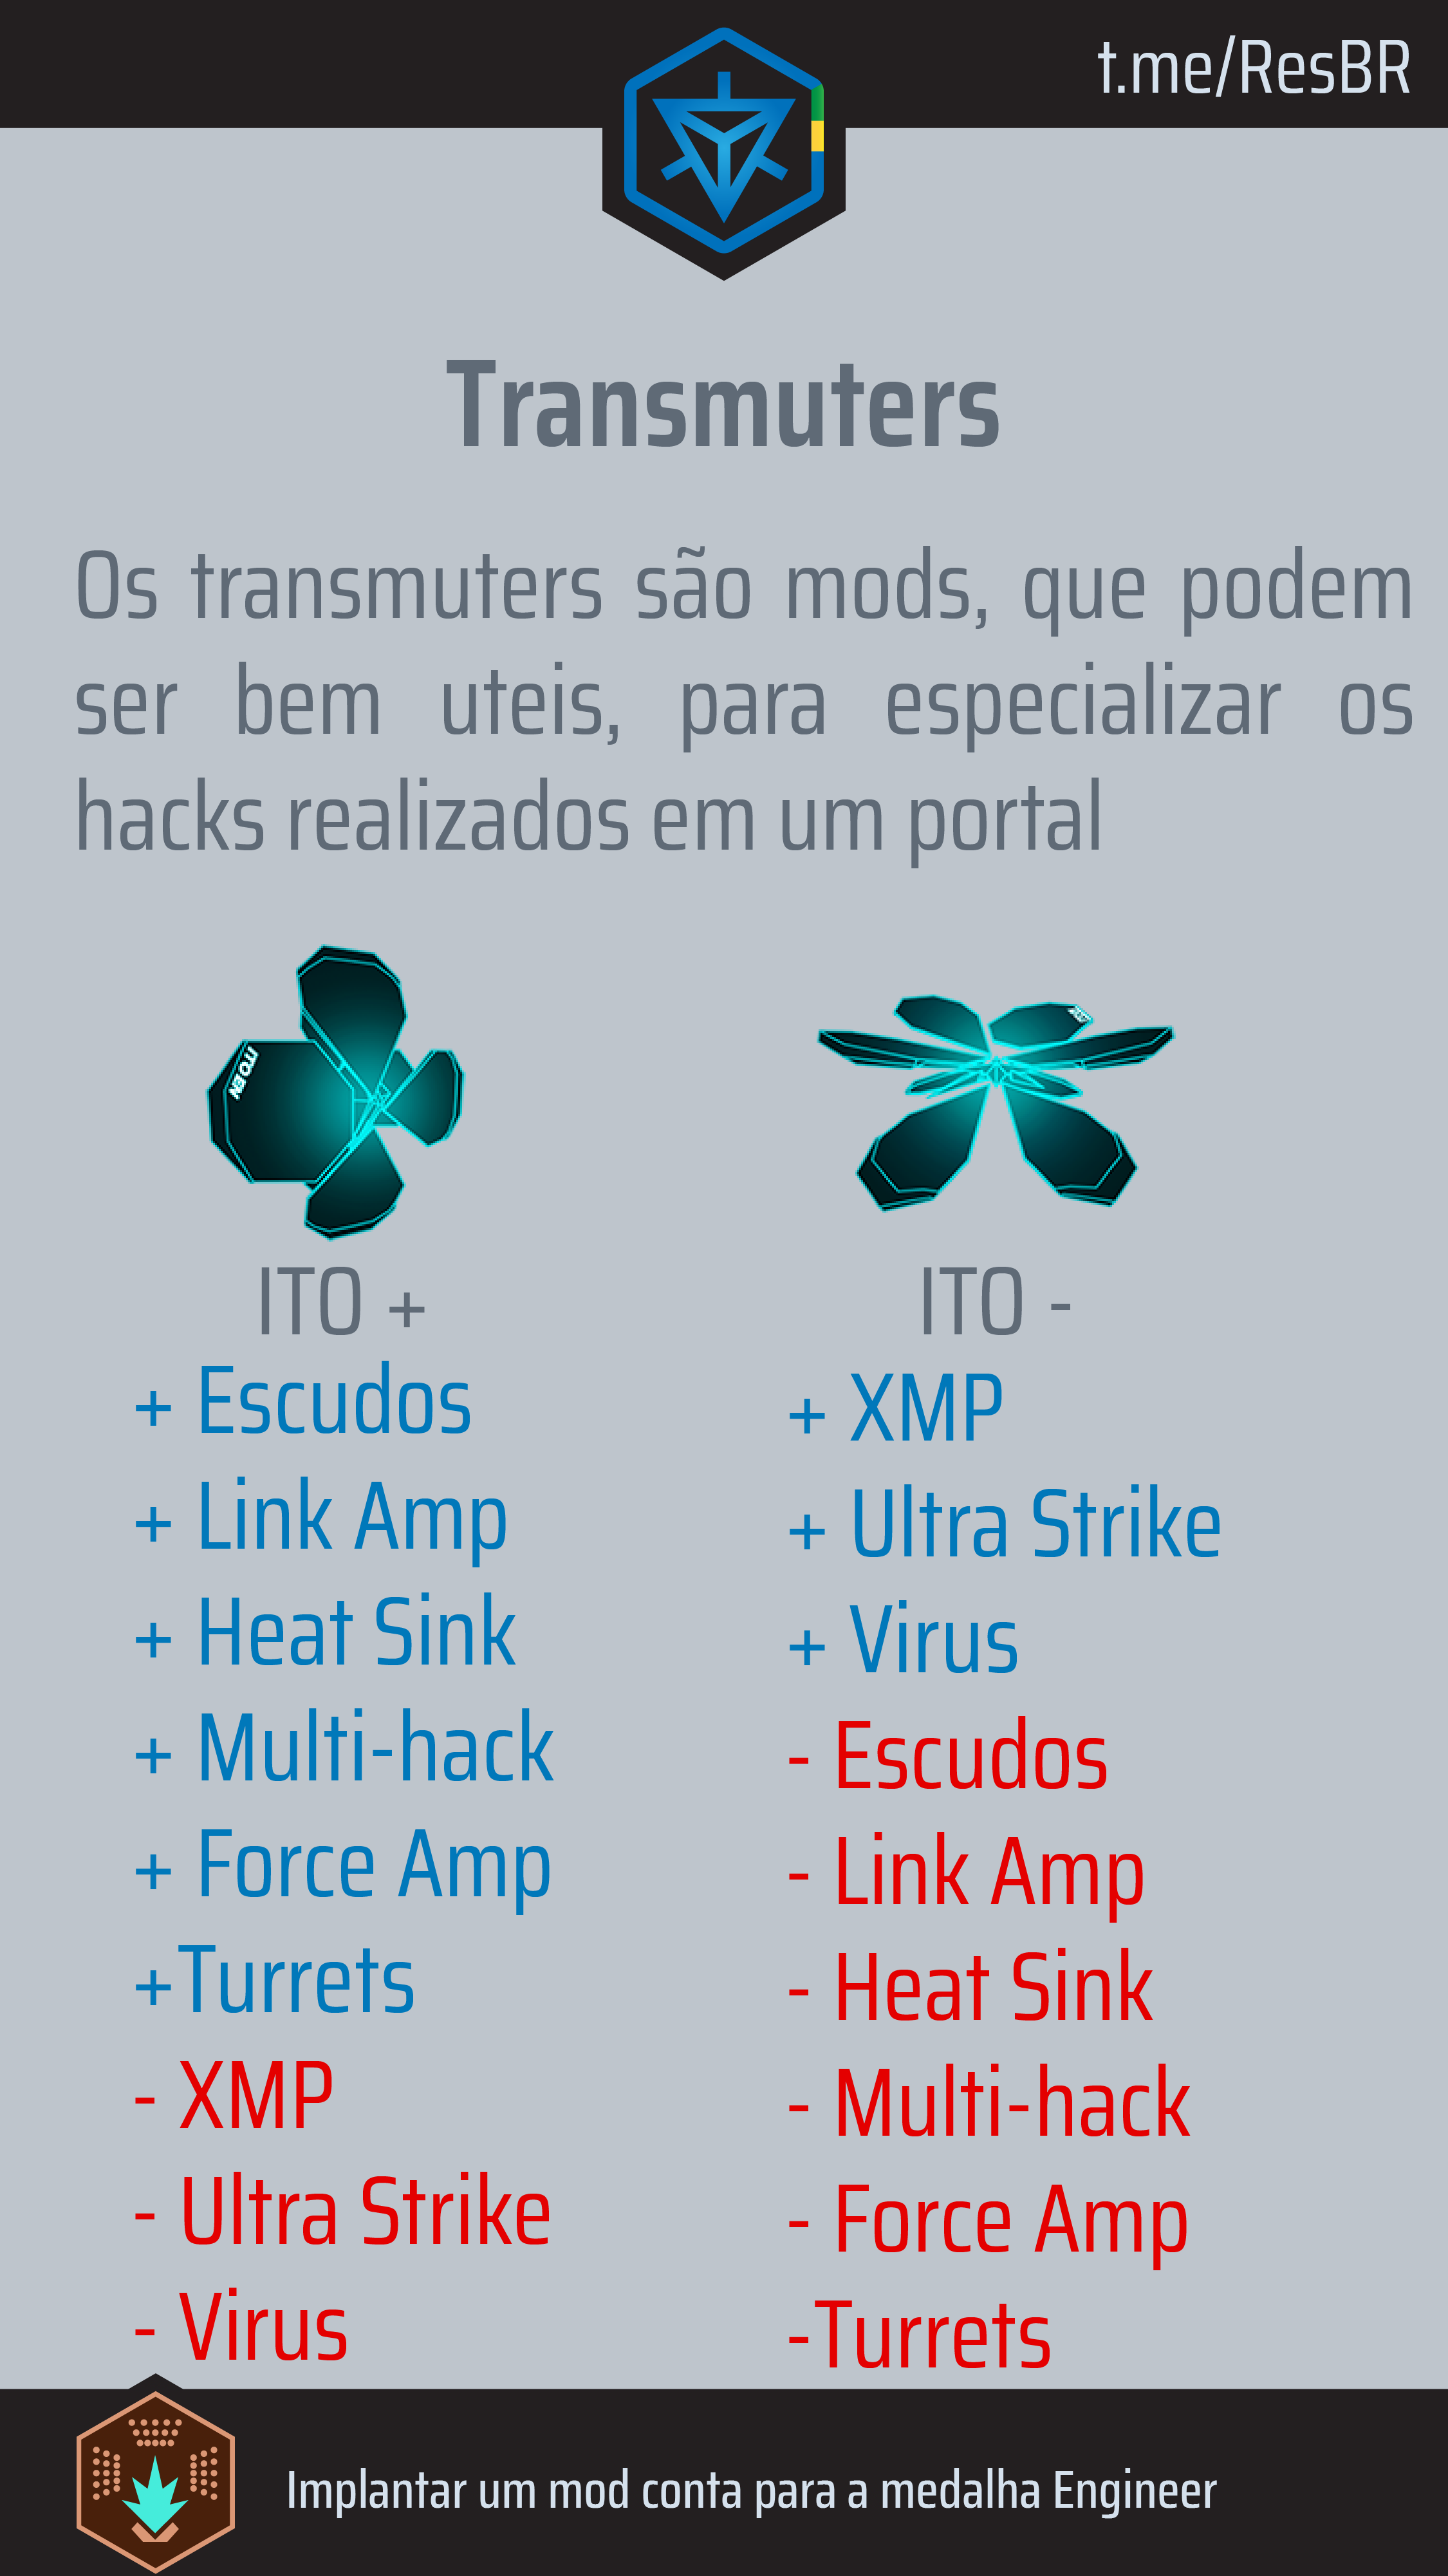 t.me/ResBR
Transmuters
Os transmuters são mods, que podem
ser bem uteis, para especializar os
hacks realizados em um portal
ITO EN
ITO +
+ Escudos
+ Link Amp
+ Heat Sink
+ Multi-hack
+ Force Amp
+Turrets
- XMP
- Ultra Strike
- Virus
ITO -
+ XMP
+ Ultra Strike
+ Virus
- Escudos
- Link Amp
- Heat Sink
- Multi-hack
- Force Amp
-Turrets
Implantar um mod conta para a medalha Engineer